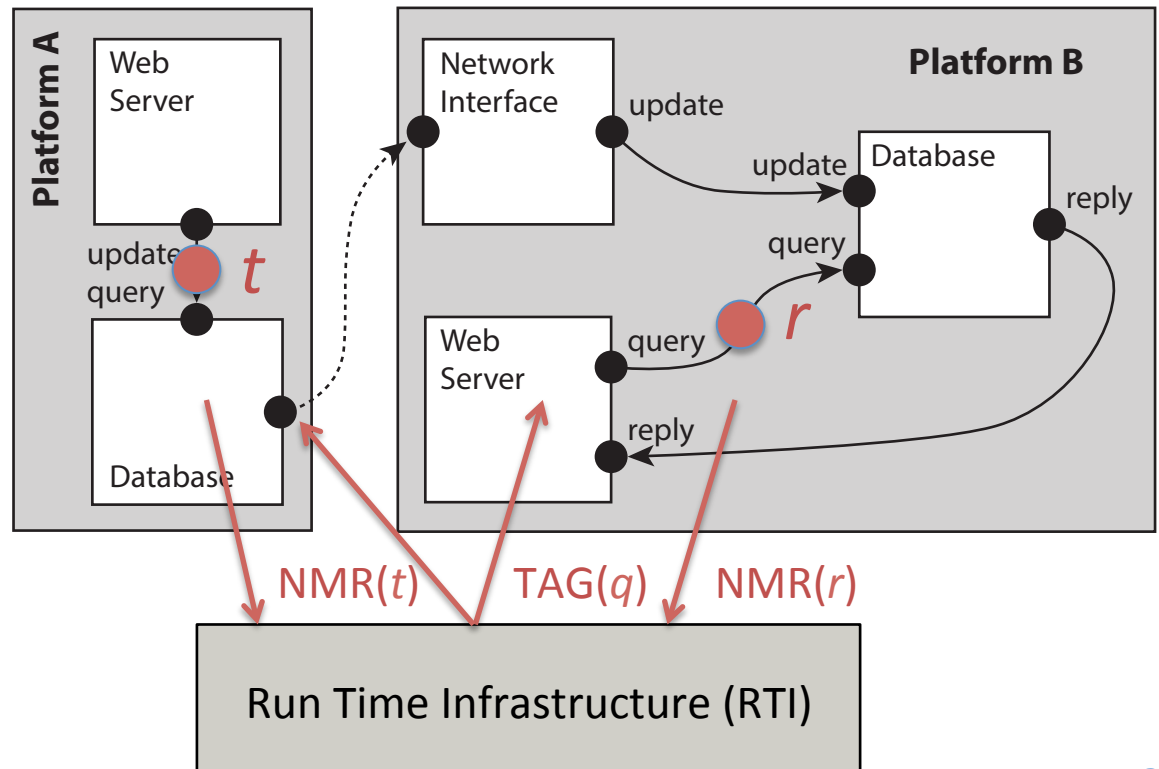 Platform A
Web
Server
update
query
t
Database
Platform B
Network
Interface
update
update
Database
query
reply
r
Web
Server
query
reply
NMR(t)
TAG(q)
NMR(r)
Run Time Infrastructure (RTI)